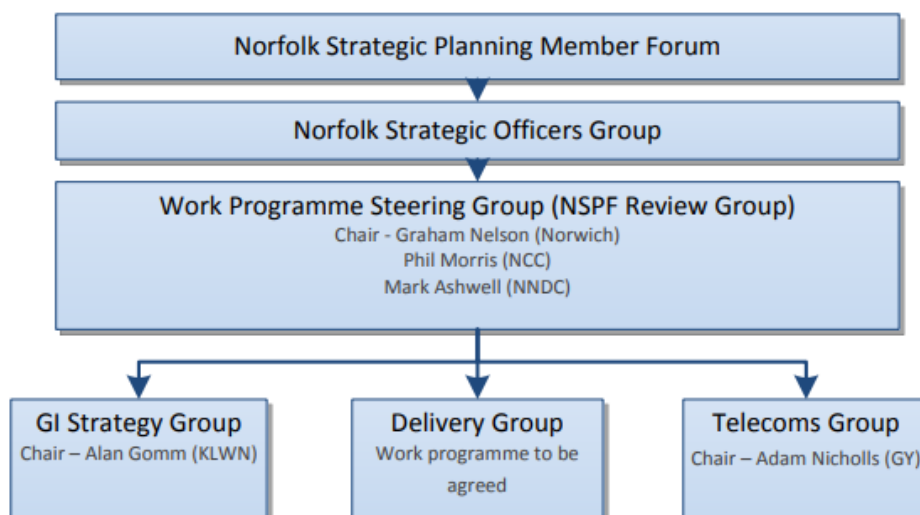 Norfolk Strategic Planning Member Forum
Norfolk Strategic Officers Group
Work Programme Steering Group (NSPF Review Group)
Chair - Graham Nelson (Norwich)
Phil Morris (NCC)
Mark Ashwell (NNDC)
GI Strategy Group
Chair – Alan Gomm (KLWN)
Delivery Group
Work programme to be
agreed
Telecoms Group
Chair – Adam Nicholls (GY)